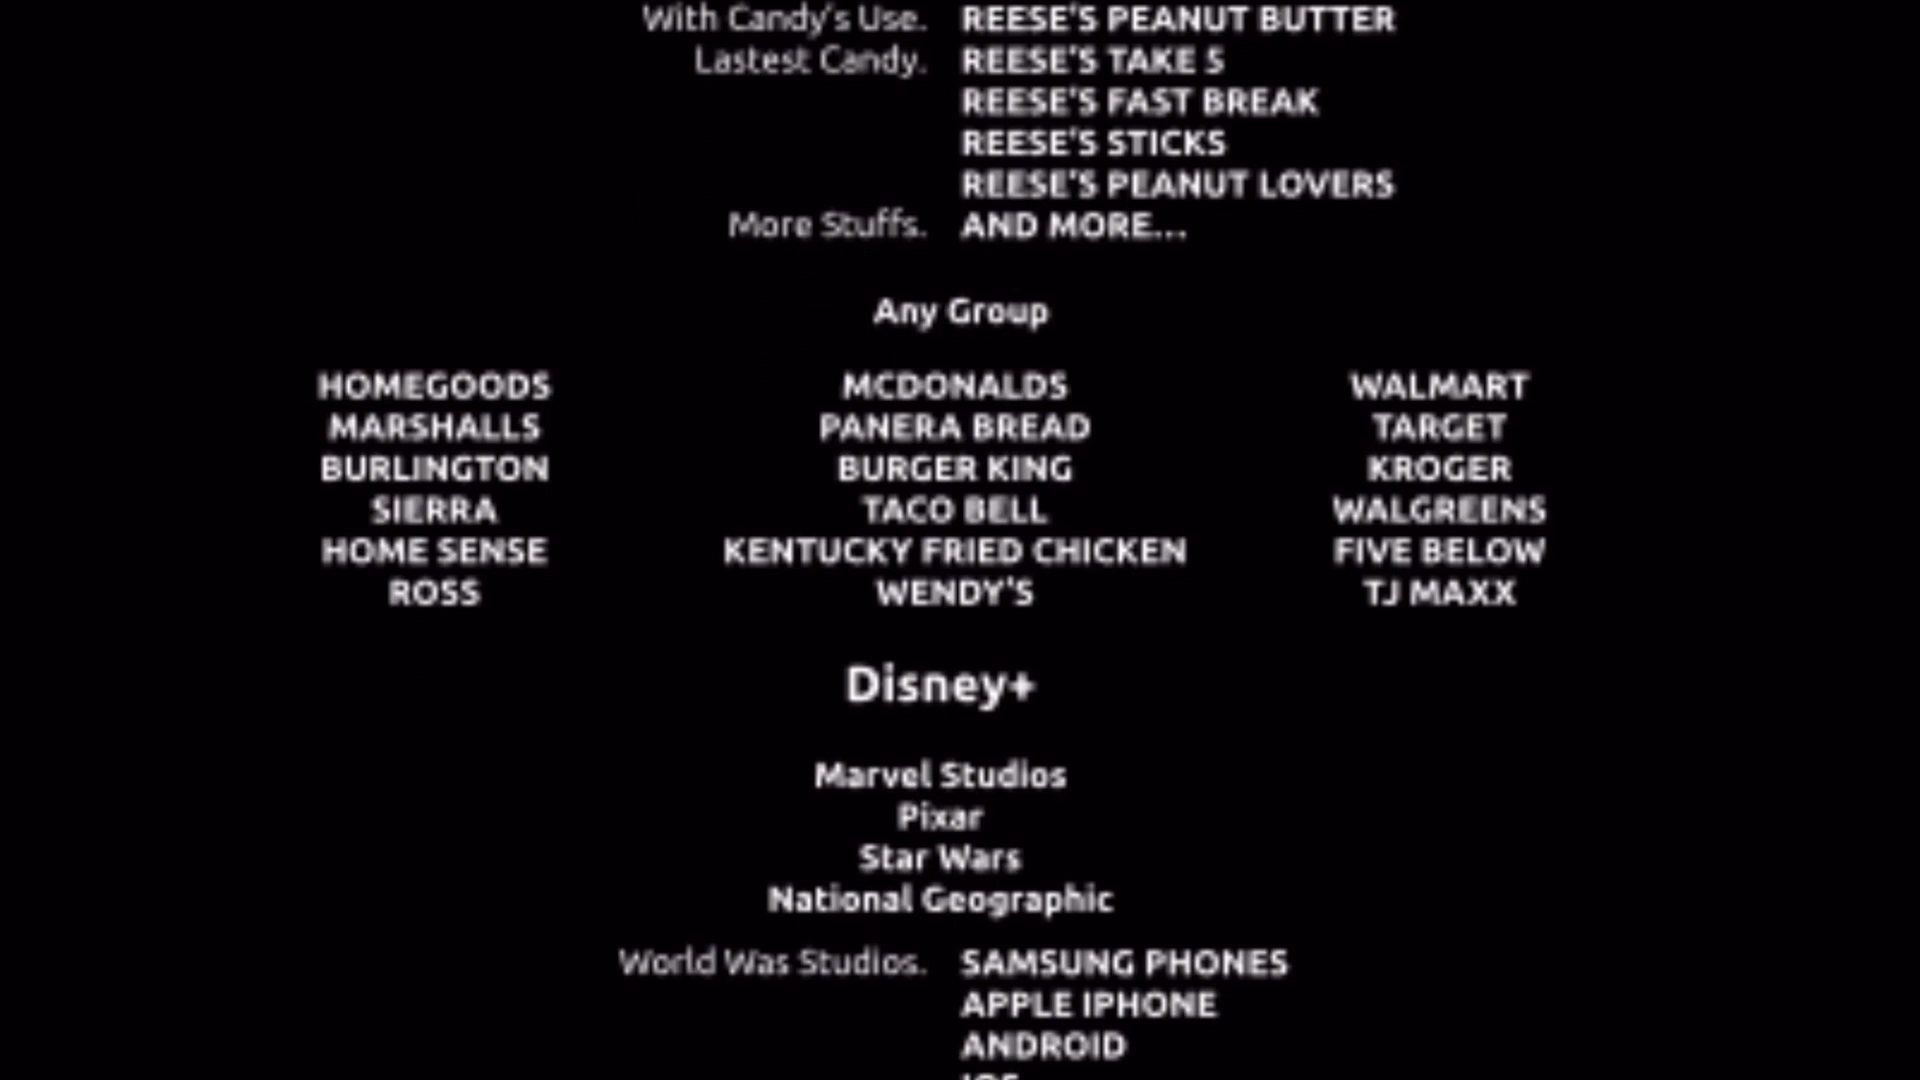 With Candy's Use. REESE'S PEANUT BUTTER
Lastest Candy. REESE'S TAKE 5
REESE'S FAST BREAK
REESE'S STICKS
REESE'S PEANUT LOVERS
More Stuffs. AND MORE...
Any Group
HOMEGOODS MCDONALDS WALMART
MARSHALLS PANERA BREAD TARGET
BURLINGTON BURGER KING KROGER
SIERRA TACO BELL WALGREENS
HOME SENSE KENTUCKY FRIED CHICKEN FIVE BELOW
ROSS WENDY'S TJ MAXX
Disney+
Marvel Studios
Pixar
Star Wars
National Geographic
World Was Studios. SAMSUNG PHONES
APPLE IPHONE
ANDROID